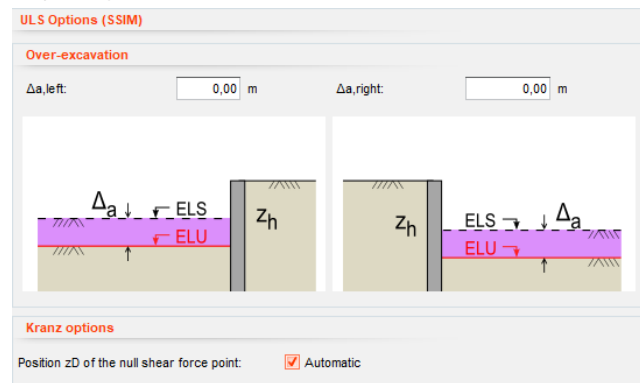 ULS Options (SSIM)
Over-excavation
Δa,left: 0,00 m Δa,right: 0,00 m
Δa ELS zh
ELU
zh ELS Δa
ELU
Kranz options
Position zD of the null shear force point: Automatic